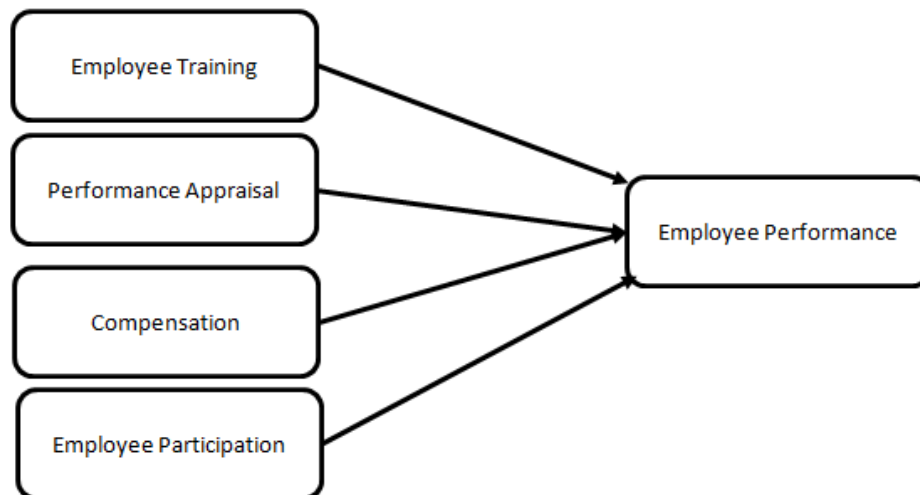 Employee Training
Performance Appraisal
Employee Performance
Compensation
Employee Participation